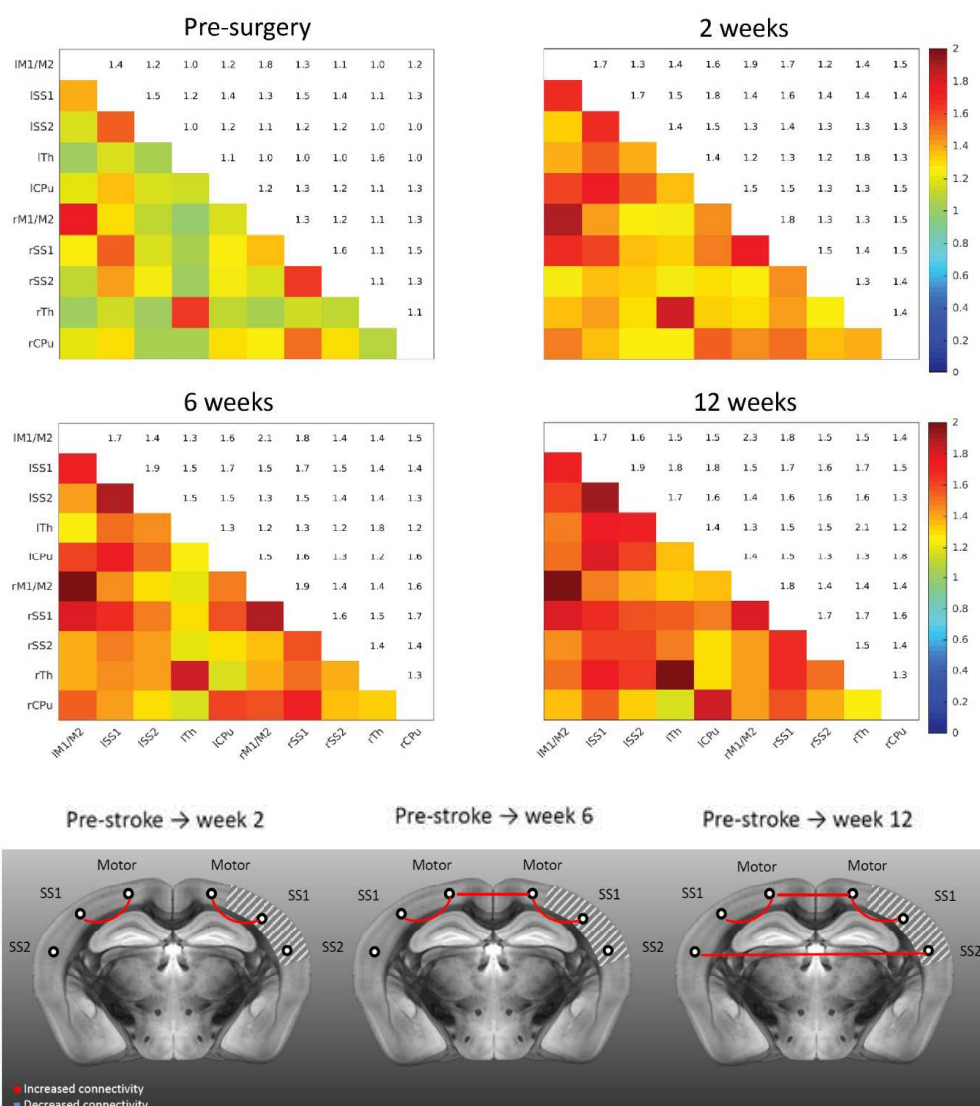 Pre-surgery
lM1/M2 1.4 1.2 1.0 1.2 1.8 1.3 1.1 1.0 1.2
lSS1 1.5 1.2 1.4 1.3 1.5 1.4 1.1 1.3
lSS2 1.0 1.2 1.1 1.2 1.2 1.0 1.0
lTh 1.1 1.0 1.0 1.0 1.6 1.0
lCPu 1.2 1.3 1.2 1.1 1.3
rM1/M2 1.3 1.2 1.1 1.3
rSS1 1.6 1.1 1.5
rSS2 1.1 1.3
rTh 1.1
rCPu
2 weeks
1.7 1.3 1.4 1.6 1.9 1.7 1.2 1.4 1.5
1.7 1.5 1.8 1.4 1.6 1.4 1.4 1.4
1.4 1.5 1.3 1.4 1.3 1.3 1.3
1.4 1.2 1.3 1.2 1.8 1.3
1.5 1.5 1.3 1.3 1.5
1.8 1.3 1.3 1.5
1.5 1.4 1.5
1.3 1.4
1.4
2
1.8
1.6
1.4
1.2
1
0.8
0.6
0.4
0.2
0
6 weeks
lM1/M2 1.7 1.4 1.3 1.6 2.1 1.8 1.4 1.4 1.5
lSS1 1.9 1.5 1.7 1.5 1.7 1.5 1.4 1.4
lSS2 1.5 1.5 1.3 1.5 1.4 1.4 1.3
lTh 1.3 1.2 1.3 1.2 1.8 1.2
lCPu 1.5 1.6 1.3 1.2 1.6
rM1/M2 1.9 1.4 1.4 1.6
rSS1 1.6 1.5 1.7
rSS2 1.4 1.4
rTh 1.3
rCPu
lM1/M2 lSS1 lSS2 lTh lCPu rM1/M2 rSS1 rSS2 rTh rCPu
12 weeks
1.7 1.6 1.5 1.5 2.3 1.8 1.5 1.5 1.4
1.9 1.8 1.8 1.5 1.7 1.6 1.7 1.5
1.7 1.6 1.4 1.6 1.6 1.6 1.3
1.4 1.3 1.5 1.5 2.1 1.2
1.4 1.5 1.3 1.3 1.8
1.8 1.4 1.4 1.4
1.7 1.7 1.6
1.5 1.4
1.3
lM1/M2 lSS1 lSS2 lTh lCPu rM1/M2 rSS1 rSS2 rTh rCPu
2
1.8
1.6
1.4
1.2
1
0.8
0.6
0.4
0.2
0
Pre-stroke → week 2
Motor Motor
SS1 SS1
SS2 SS2
Pre-stroke → week 6
Motor Motor
SS1 SS1
SS2 SS2
Pre-stroke → week 12
Motor Motor
SS1 SS1
SS2 SS2
Increased connectivity
Decreased connectivity